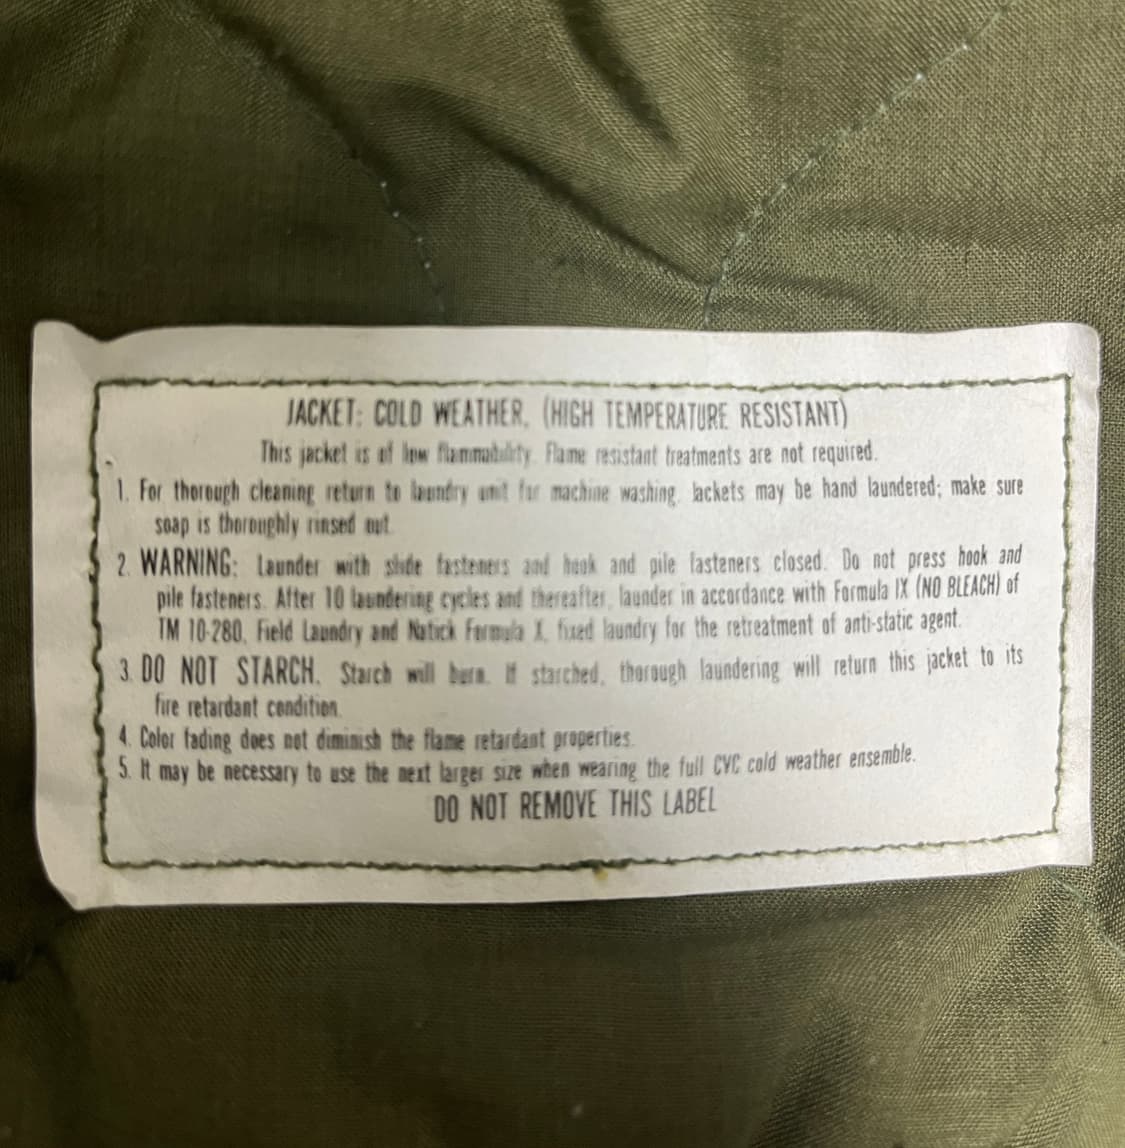 JACKET: COLD WEATHER, (HIGH TEMPERATURE RESISTANT)
This jacket is of low flammability. Flame resistant treatments are not required.
1. For thorough cleaning return to laundry unit for machine washing. Jackets may be hand laundered; make sure
soap is thoroughly rinsed out.
2. WARNING: Launder with slide fasteners and hook and pile fasteners closed. Do not press hook and
pile fasteners. After 10 laundering cycles and thereafter, launder in accordance with Formula IX (NO BLEACH) of
TM 10-280, Field Laundry and Natick Formula X, fixed laundry for the retreatment of anti-static agent.
3. DO NOT STARCH. Starch will burn. If starched, thorough laundering will return this jacket to its
fire retardant condition.
4. Color fading does not diminish the flame retardant properties.
5. It may be necessary to use the next larger size when wearing the full CVC cold weather ensemble.
DO NOT REMOVE THIS LABEL